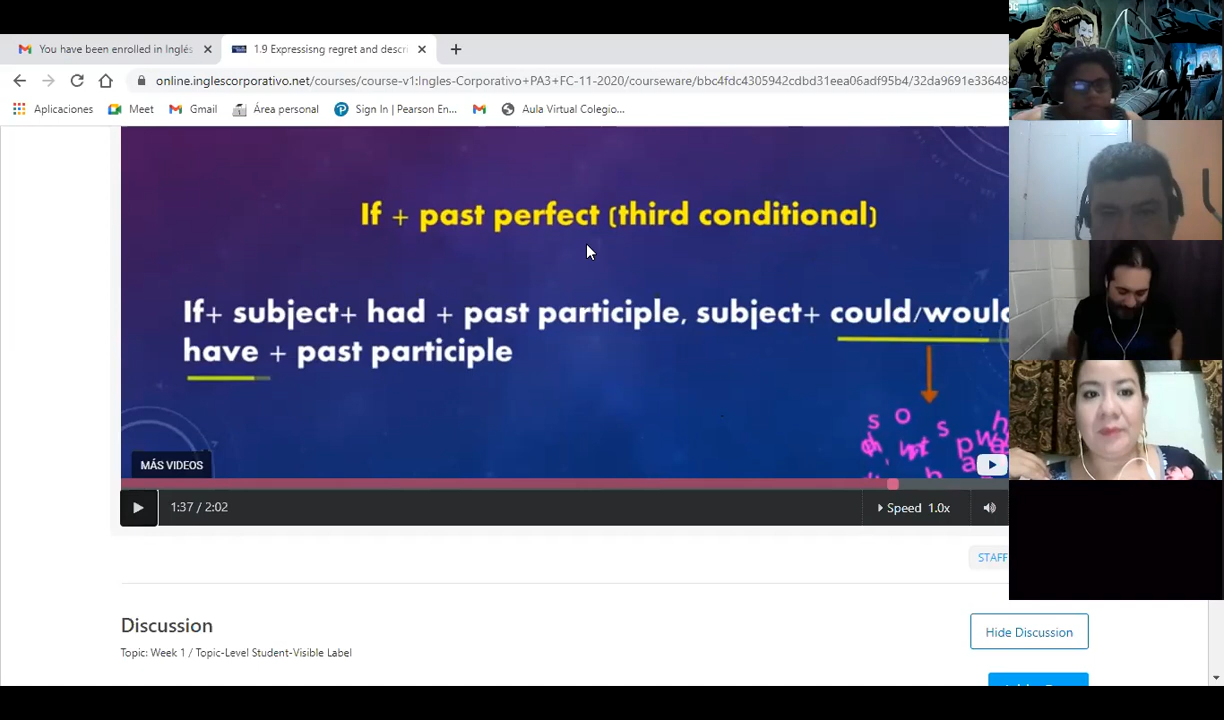 You have been enrolled in Inglés
1.9 Expressisng regret and descri
online.inglescorporativo.net/courses/course-v1:Ingles-Corporativo+PA3+FC-11-2020/courseware/bbc4fdc4305942cdbd31eea06adf95b4/32da9691e33648
Aplicaciones Meet Gmail Área personal Sign In | Pearson En... Aula Virtual Colegio...
If + past perfect (third conditional)
If+ subject+ had + past participle, subject+ could/would
have + past participle
MÁS VIDEOS
1:37 / 2:02
Speed 1.0x
STAFF
Discussion
Hide Discussion
Topic: Week 1 / Topic-Level Student-Visible Label